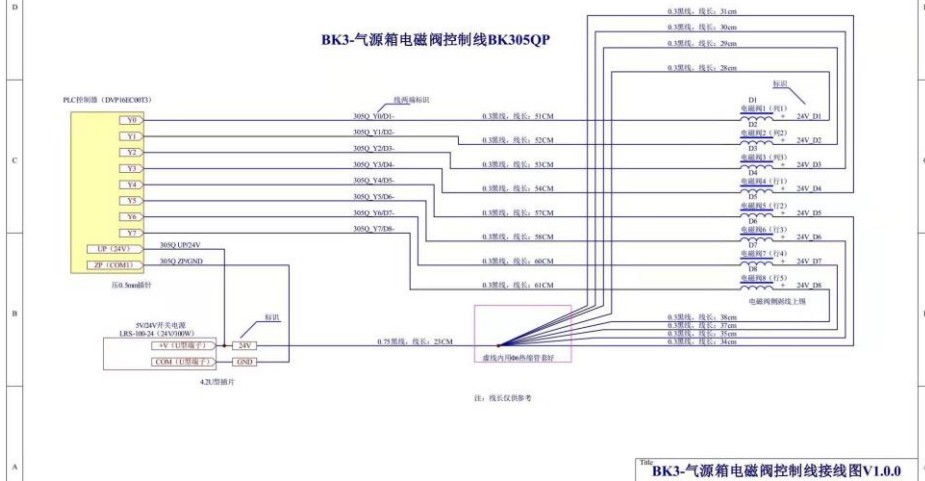 D
0.3黑线，线长：31cm
0.3黑线，线长：30cm
BK3-气源箱电磁阀控制线BK305QP
0.3黑线，线长：29cm
0.3黑线，线长：28cm
标识
PLC控制器（DVP16EC00T3）
线两端标识
D1
电磁阀1（列1）
Y0
305Q_Y0/D1-
0.3黑线，线长：51CM
+ 24V_D1
D2
电磁阀2（列2）
Y1
305Q_Y1/D2-
0.3黑线，线长：52CM
+ 24V_D2
D3
电磁阀3（列3）
Y2
305Q_Y2/D3-
0.3黑线，线长：53CM
+ 24V_D3
D4
电磁阀4（行1）
C
Y3
305Q_Y3/D4-
0.3黑线，线长：54CM
+ 24V_D4
D5
电磁阀5（行2）
Y4
305Q_Y4/D5-
0.3黑线，线长：57CM
+ 24V_D5
D6
电磁阀6（行3）
Y5
305Q_Y5/D6-
0.3黑线，线长：58CM
+ 24V_D6
D7
电磁阀7（行4）
Y6
305Q_Y6/D7-
0.3黑线，线长：60CM
+ 24V_D7
D8
电磁阀8（行5）
Y7
305Q_Y7/D8-
0.3黑线，线长：61CM
+ 24V_D8
UP（24V）
305Q UP/24V
ZP（COM1）
305Q ZP/GND
压0.5mm插针
电磁阀侧剥线上锡
B
标识
0.3黑线，线长：38cm
0.3黑线，线长：37cm
0.3黑线，线长：35cm
0.3黑线，线长：34cm
5V/24V开关电源
LRS-100-24（24V/100W）
+V（U型端子）
24V
0.75黑线，线长：23CM
COM（U型端子）
GND
虚线内用Φ6热缩管套好
4.2U型插片
注：线长仅供参考
A
Title
BK3-气源箱电磁阀控制线接线图V1.0.0